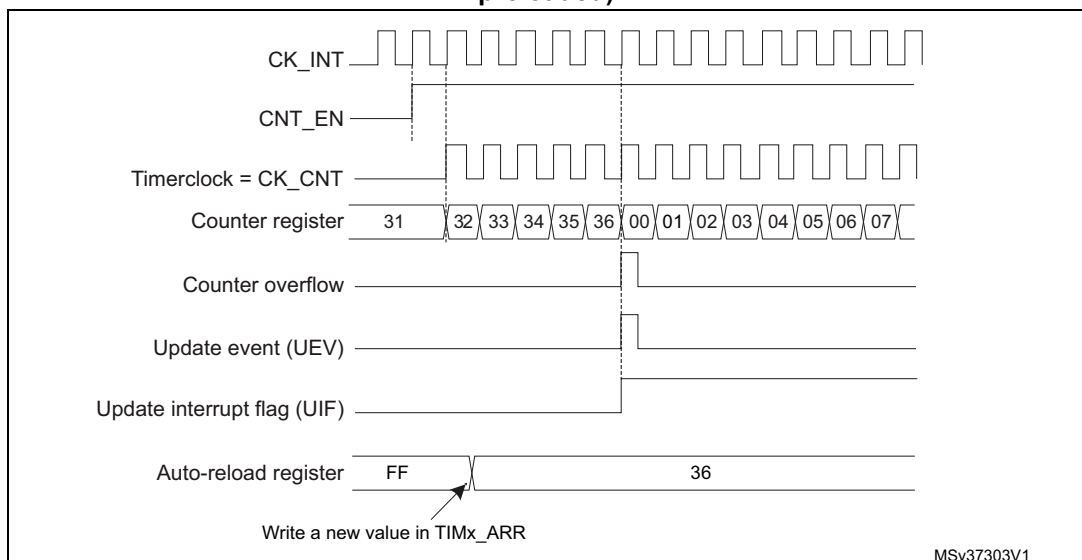 CK_INT
CNT_EN
Timerclock = CK_CNT
Counter register 31 32 33 34 35 36 00 01 02 03 04 05 06 07
Counter overflow
Update event (UEV)
Update interrupt flag (UIF)
Auto-reload register FF 36
Write a new value in TIMx_ARR
MSv37303V1